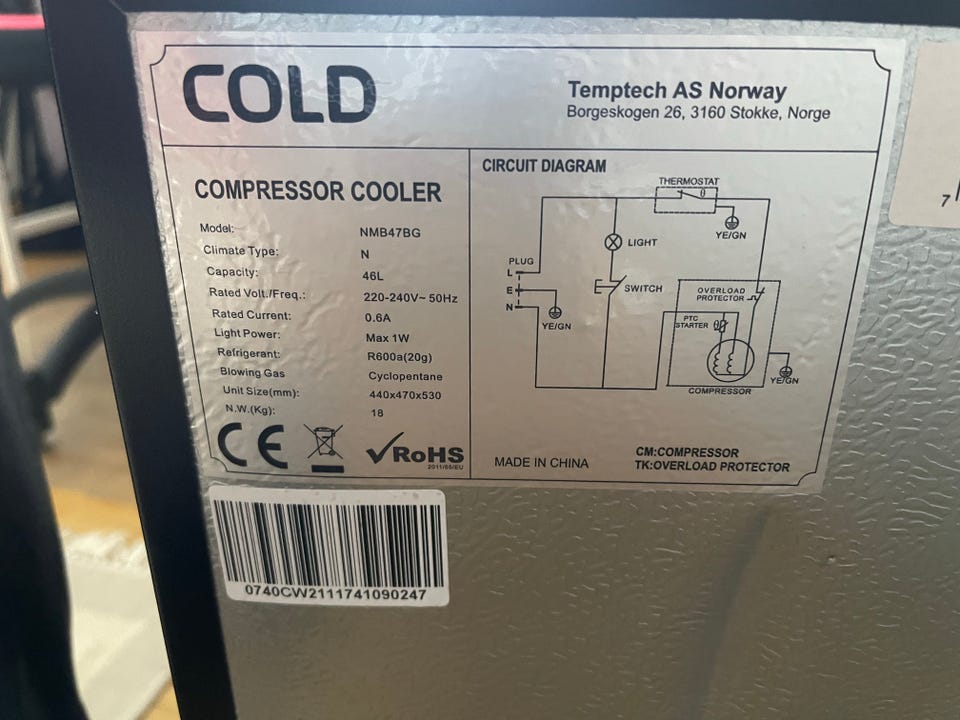 COLD
Temptech AS Norway
Borgeskogen 26, 3160 Stokke, Norge
COMPRESSOR COOLER
Model: NMB47BG
Climate Type: N
Capacity: 46L
Rated Volt./Freq.: 220-240V~ 50Hz
Rated Current: 0.6A
Light Power: Max 1W
Refrigerant: R600a(20g)
Blowing Gas Cyclopentane
Unit Size(mm): 440x470x530
N.W.(Kg): 18
CE
RoHS
2011/65/EU
CIRCUIT DIAGRAM
THERMOSTAT
θ
YE/GN
LIGHT
PLUG
L
E
N
SWITCH
YE/GN
OVERLOAD
PROTECTOR
PTC
STARTER
θ
YE/GN
COMPRESSOR
MADE IN CHINA
CM:COMPRESSOR
TK:OVERLOAD PROTECTOR
0740CW2111741090247
7